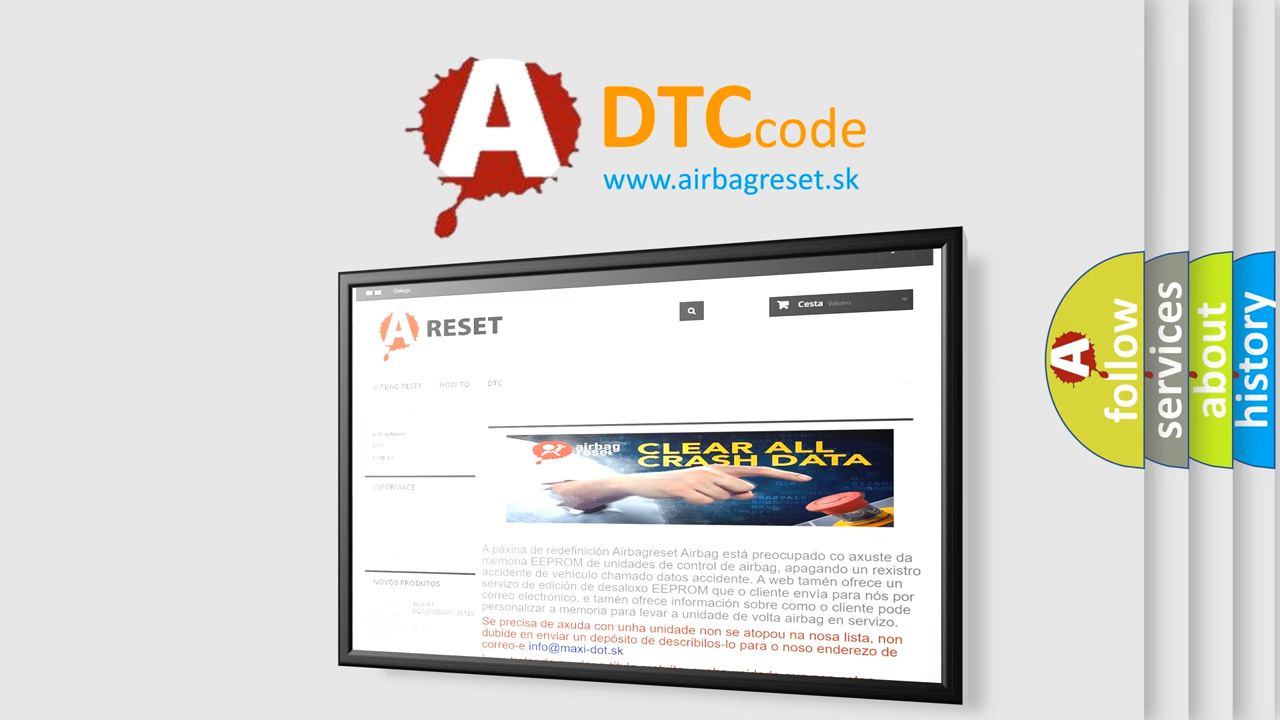 A
DTCcode
www.airbagreset.sk
Galego
A RESET
Cesta Valeiro
AIRBAG RESET HOW TO DTC
INFORMACE
NOVOS PRODUTOS
airbag
reset
CLEAR ALL
CRASH DATA
A páxina de redefinición Airbagreset Airbag está preocupado co axuste da
memoria EEPROM de unidades de control de airbag, apagando un rexistro
accidente de vehículo chamado datos accidente. A web tamén ofrece un
servizo de edición de desaloxo EEPROM que o cliente envía para nós por
correo electrónico, e tamén ofrece información sobre como o cliente pode
personalizar a memoria para levar a unidade de volta airbag en servizo.
Se precisa de axuda con unha unidade non se atopou na nosa lista, non
dubide en enviar un depósito de describilos-lo para o noso enderezo de
correo-e info@maxi-dot.sk
A
follow
services
about
history